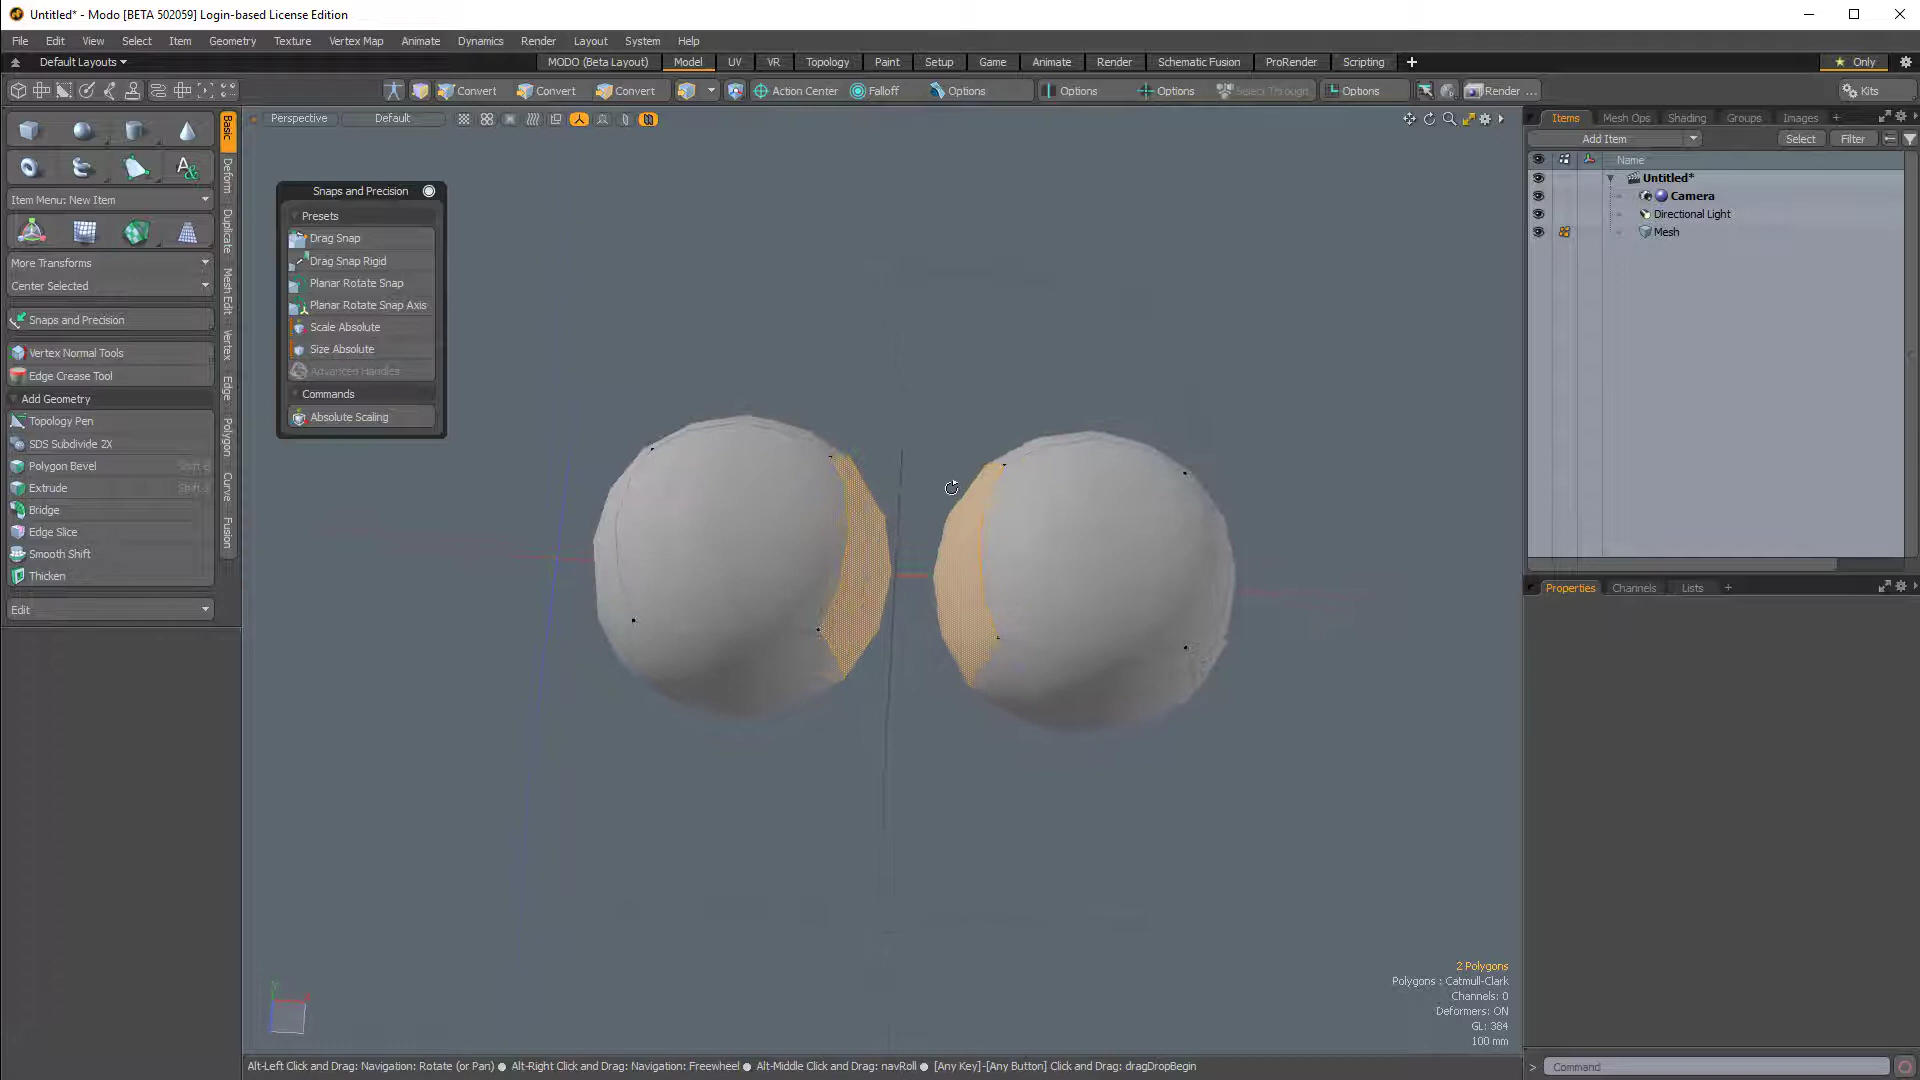 Untitled* - Modo [BETA 502059] Login-based License Edition
File Edit View Select Item Geometry Texture Vertex Map Animate Dynamics Render Layout System Help
Default Layouts MODO (Beta Layout) Model UV VR Topology Paint Setup Game Animate Render Schematic Fusion ProRender Scripting + Only
Convert Convert Convert Action Center Falloff Options Options Options Select Through Options Render ... Kits
Perspective Default
Items Mesh Ops Shading Groups Images +
Add Item Select Filter
Name
Untitled*
Camera
Directional Light
Mesh
Properties Channels Lists +
Basic
Deform
Duplicate
Mesh Edit
Vertex
Edge
Polygon
Curve
Fusion
Item Menu: New Item
More Transforms
Center Selected
Snaps and Precision
Vertex Normal Tools
Edge Crease Tool
Add Geometry
Topology Pen
SDS Subdivide 2X
Polygon Bevel
Extrude
Bridge
Edge Slice
Smooth Shift
Thicken
Edit
Snaps and Precision
Presets
Drag Snap
Drag Snap Rigid
Planar Rotate Snap
Planar Rotate Snap Axis
Scale Absolute
Size Absolute
Advanced Handles
Commands
Absolute Scaling
2 Polygons
Polygons : Catmull-Clark
Channels: 0
Deformers: ON
GL: 384
100 mm
Alt-Left Click and Drag: Navigation: Rotate (or Pan) ● Alt-Right Click and Drag: Navigation: Freewheel ● Alt-Middle Click and Drag: navRoll ● [Any Key]-[Any Button] Click and Drag: dragDropBegin
> Command